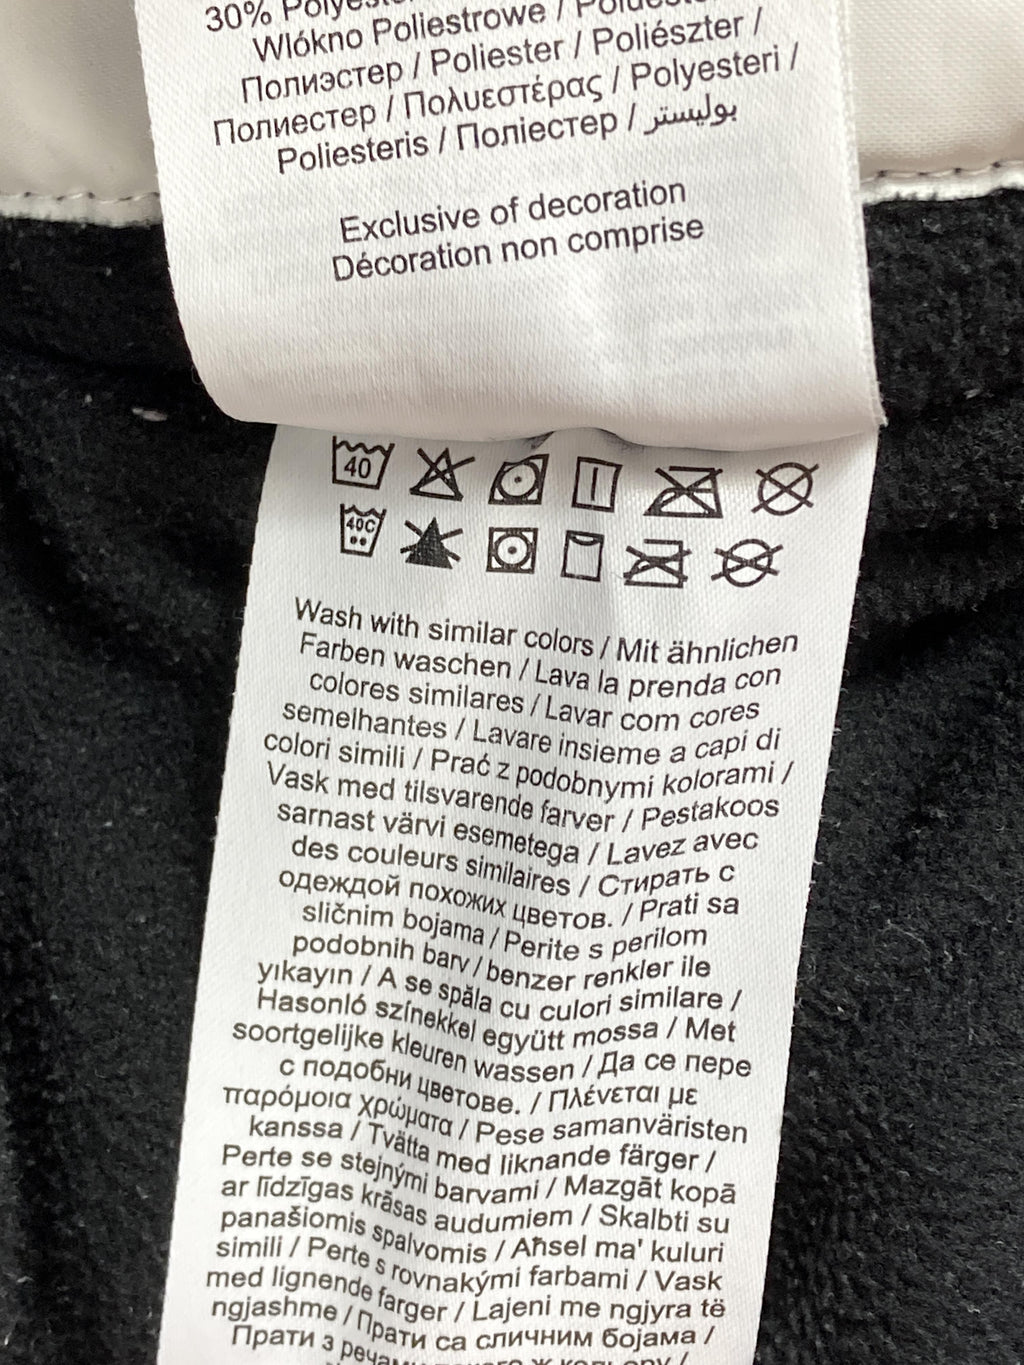 30%
Włókno Poliestrowe /
Полиэстер / Poliester / Poliészter /
Полиестер / Πολυεστέρας / Polyesteri /
Poliesteris / Поліестер / بوليستر
Exclusive of decoration
Décoration non comprise
40
40C
Wash with similar colors / Mit ähnlichen
Farben waschen / Lava la prenda con
colores similares / Lavar com cores
semelhantes / Lavare insieme a capi di
colori simili / Prać z podobnymi kolorami /
Vask med tilsvarende farver / Pestakoos
sarnast värvi esemetega / Lavez avec
des couleurs similaires / Стирать с
одеждой похожих цветов. / Prati sa
sličnim bojama / Perite s perilom
podobnih barv / benzer renkler ile
yıkayın / A se spăla cu culori similare /
Hasonló színekkel együtt mossa / Met
soortgelijke kleuren wassen / Да се пере
с подобни цветове. / Πλένεται με
παρόμοια χρώματα / Pese samanväristen
kanssa / Tvätta med liknande färger /
Perte se stejnými barvami / Mazgāt kopā
ar līdzīgas krāsas audumiem / Skalbti su
panašiomis spalvomis / Aħsel ma' kuluri
simili / Perte s rovnakými farbami / Vask
med lignende farger / Lajeni me ngjyra të
ngjashme / Прати са сличним бојама /
Прати з